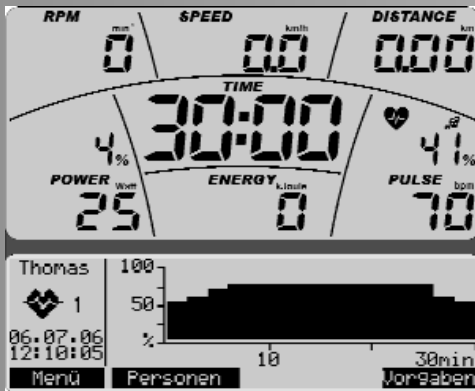 RPM SPEED DISTANCE
min⁻¹ km/h km
0 0.0 0.00
TIME
30:00
4% 41%
POWER Watt ENERGY kJoule PULSE bpm
25 0 70
Thomas 100
1 50
06.07.06 %
12:10:05 10 30min
Menü Personen Vorgaben